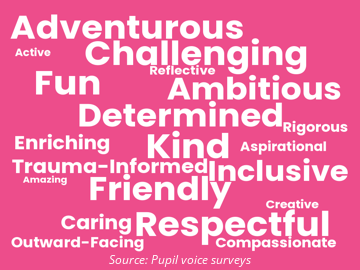 Adventurous
Active
Challenging
Reflective
Fun
Ambitious
Determined
Rigorous
Enriching
Kind
Aspirational
Trauma-Informed
Inclusive
Amazing
Friendly
Creative
Caring
Respectful
Outward-Facing
Compassionate
Source: Pupil voice surveys